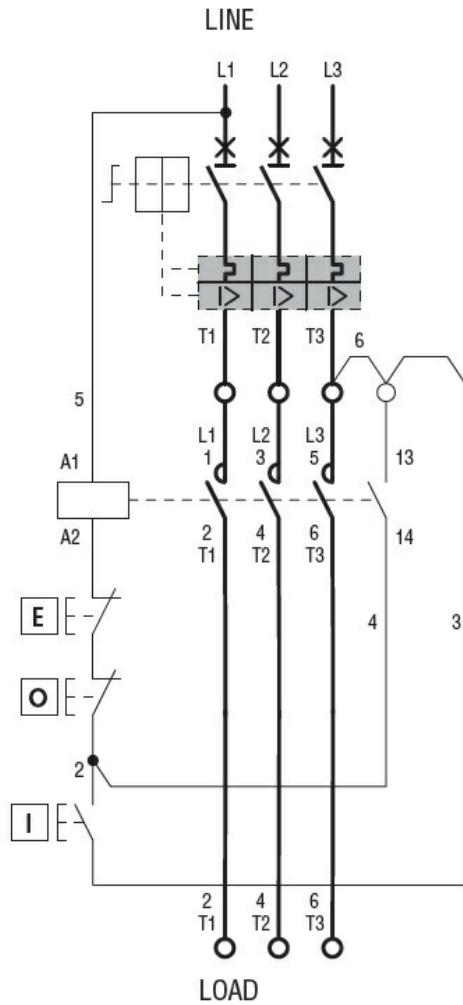 LINE
L1 L2 L3
T1 T2 T3 6
5
L1 L2 L3
A1 1 3 5 13
A2 2 4 6 14
T1 T2 T3
E 4 3
O
2
I
2 4 6
T1 T2 T3
LOAD